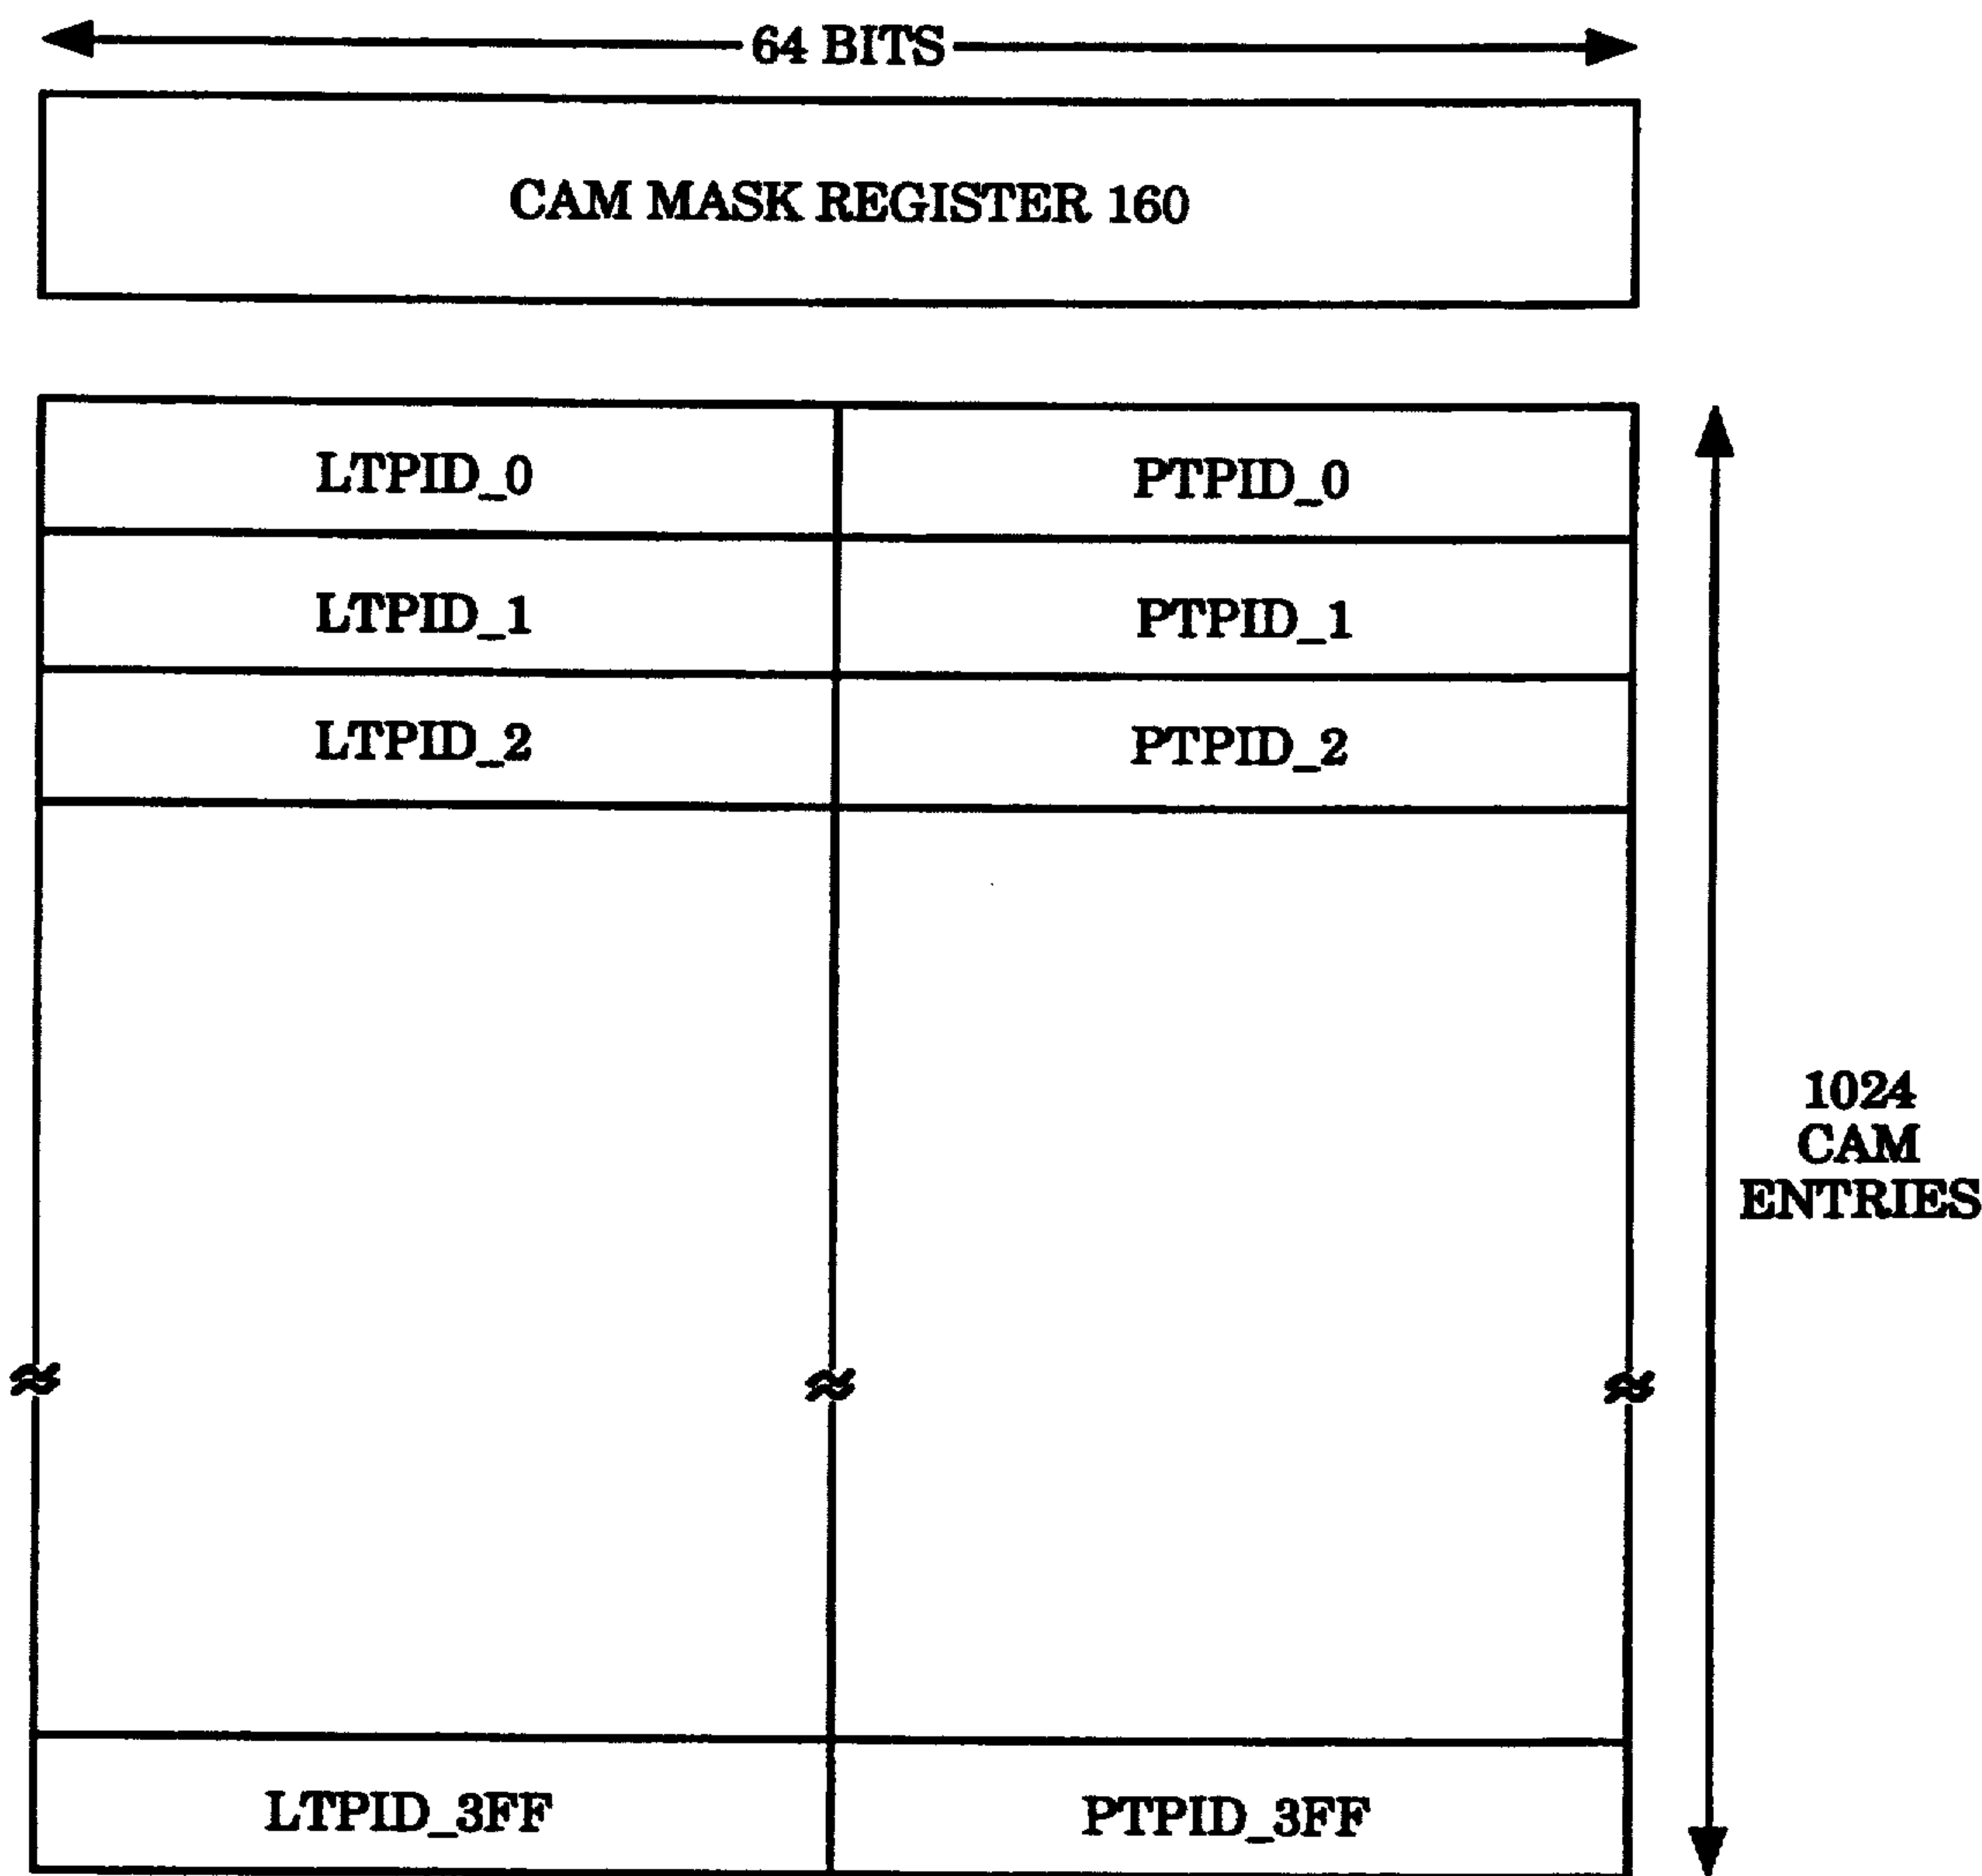 64 BITS
CAM MASK REGISTER 160
LTPID_0 PTPID_0
LTPID_1 PTPID_1
LTPID_2 PTPID_2
1024
CAM
ENTRIES
LTPID_3FF PTPID_3FF